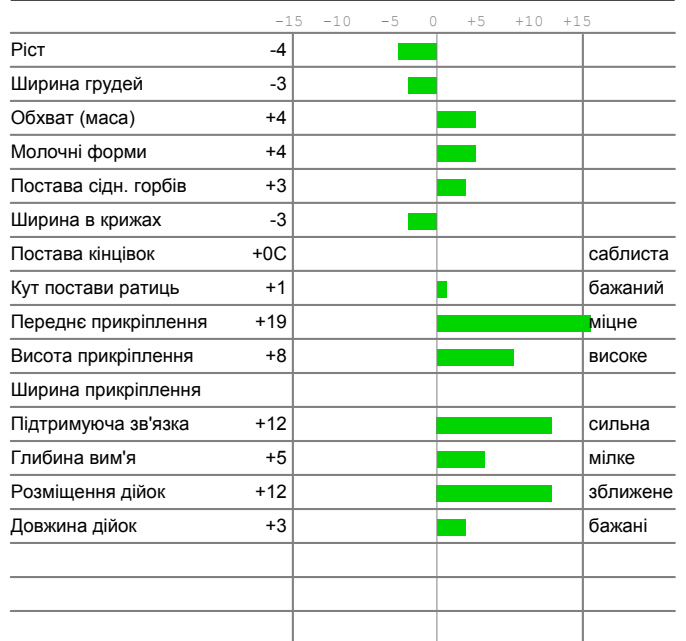 -15 -10 -5 0 +5 +10 +15
Ріст -4
Ширина грудей -3
Обхват (маса) +4
Молочні форми +4
Постава сідн. горбів +3
Ширина в крижах -3
Постава кінцівок +0C саблиста
Кут постави ратиць +1 бажаний
Переднє прикріплення +19 міцне
Висота прикріплення +8 високе
Ширина прикріплення
Підтримуюча зв'язка +12 сильна
Глибина вим'я +5 мілке
Розміщення дійок +12 зближене
Довжина дійок +3 бажані